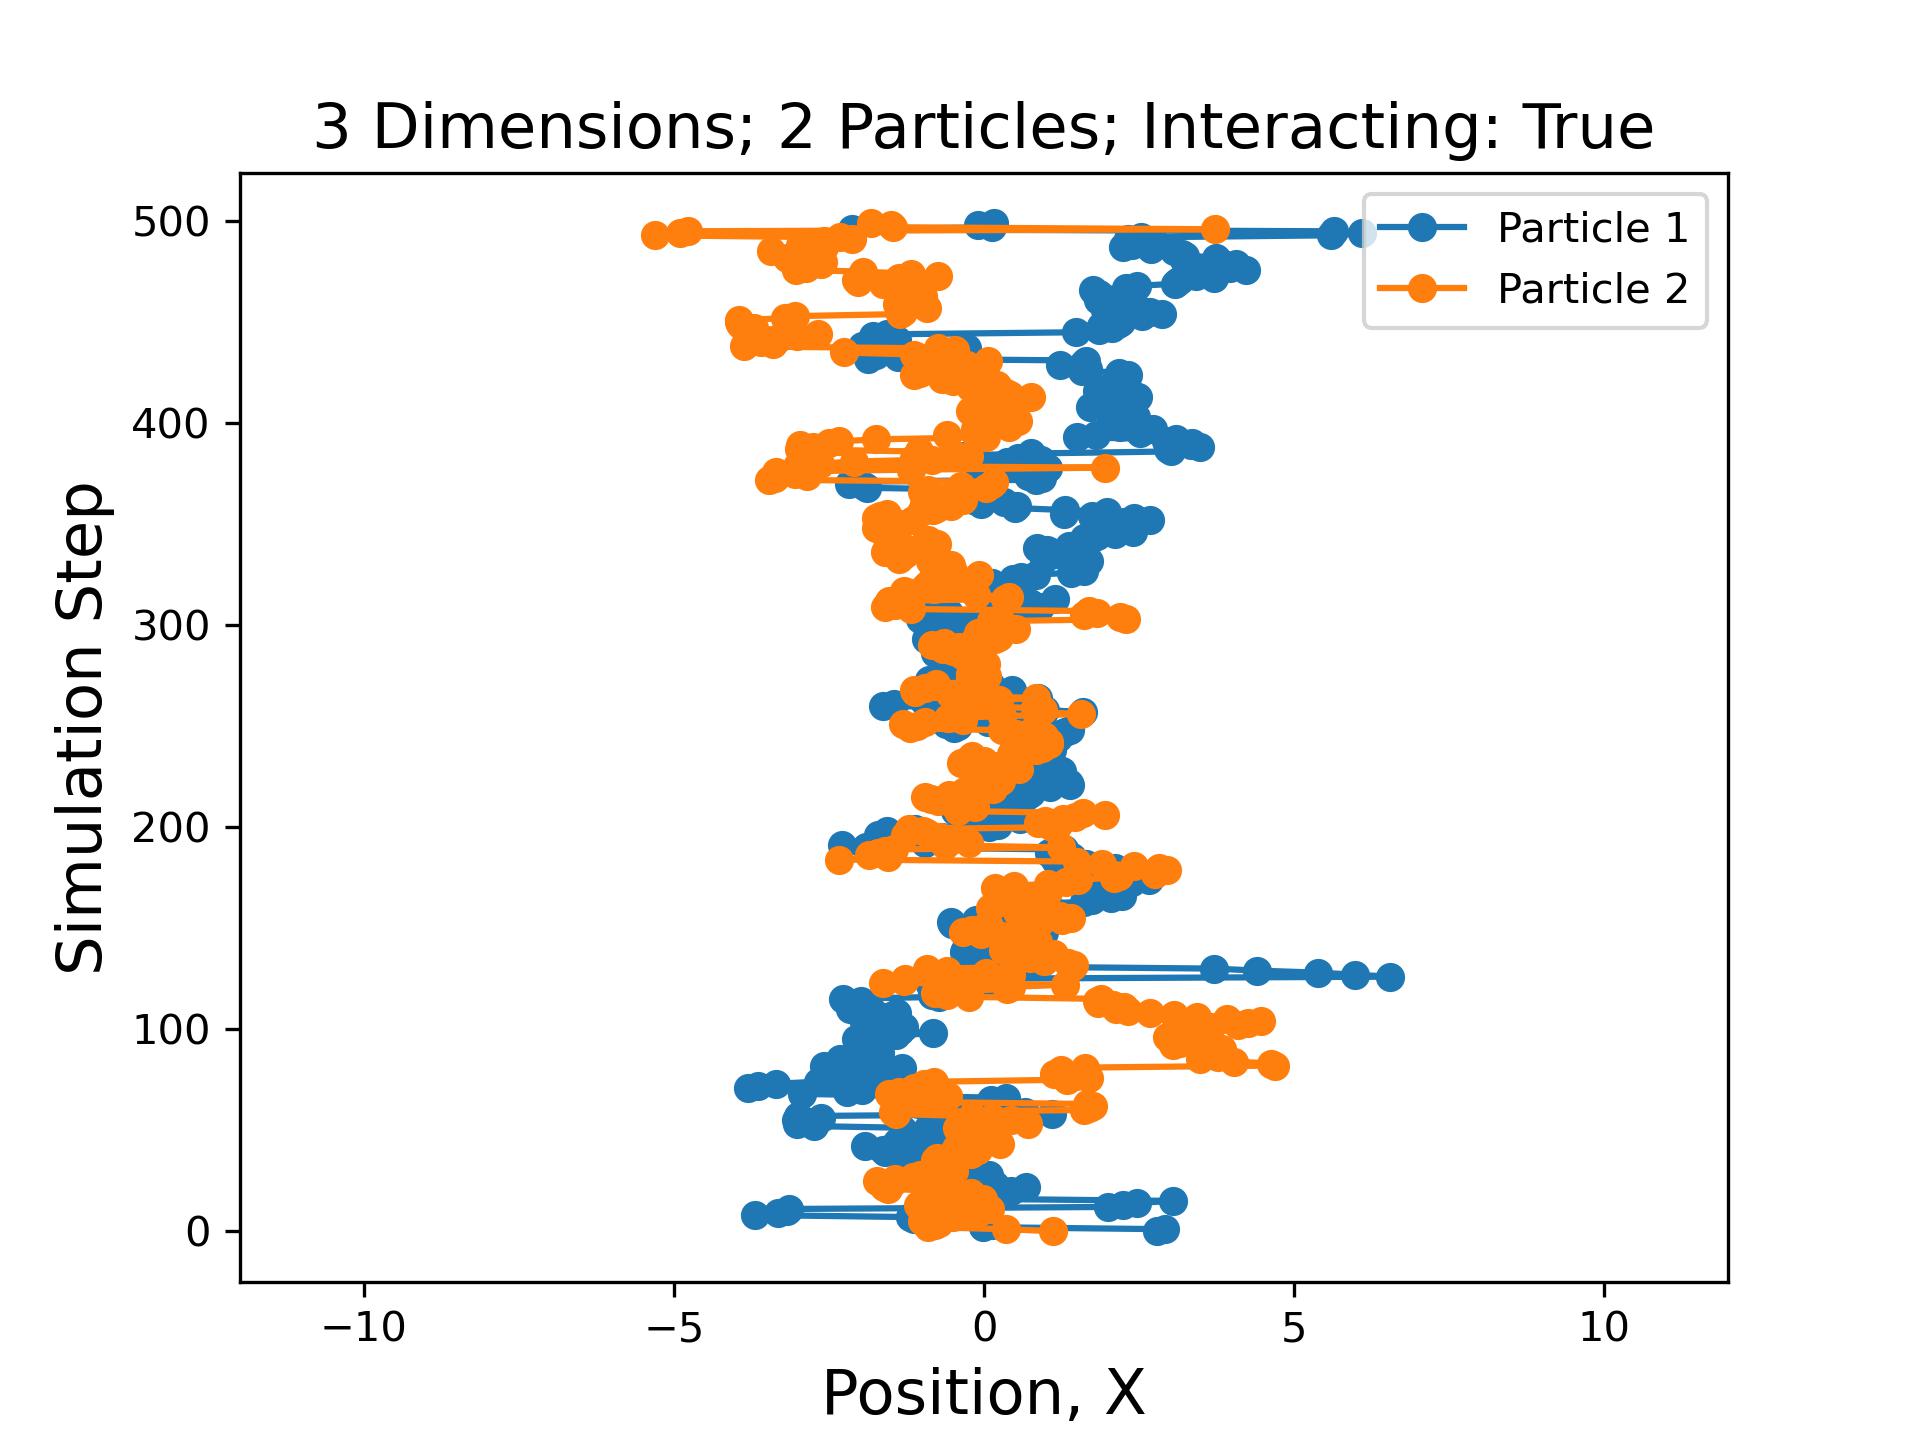 3 Dimensions; 2 Particles; Interacting: True
Particle 1
Particle 2
500
400
300
200
100
0
Simulation Step
−10
−5
0
5
10
Position, X